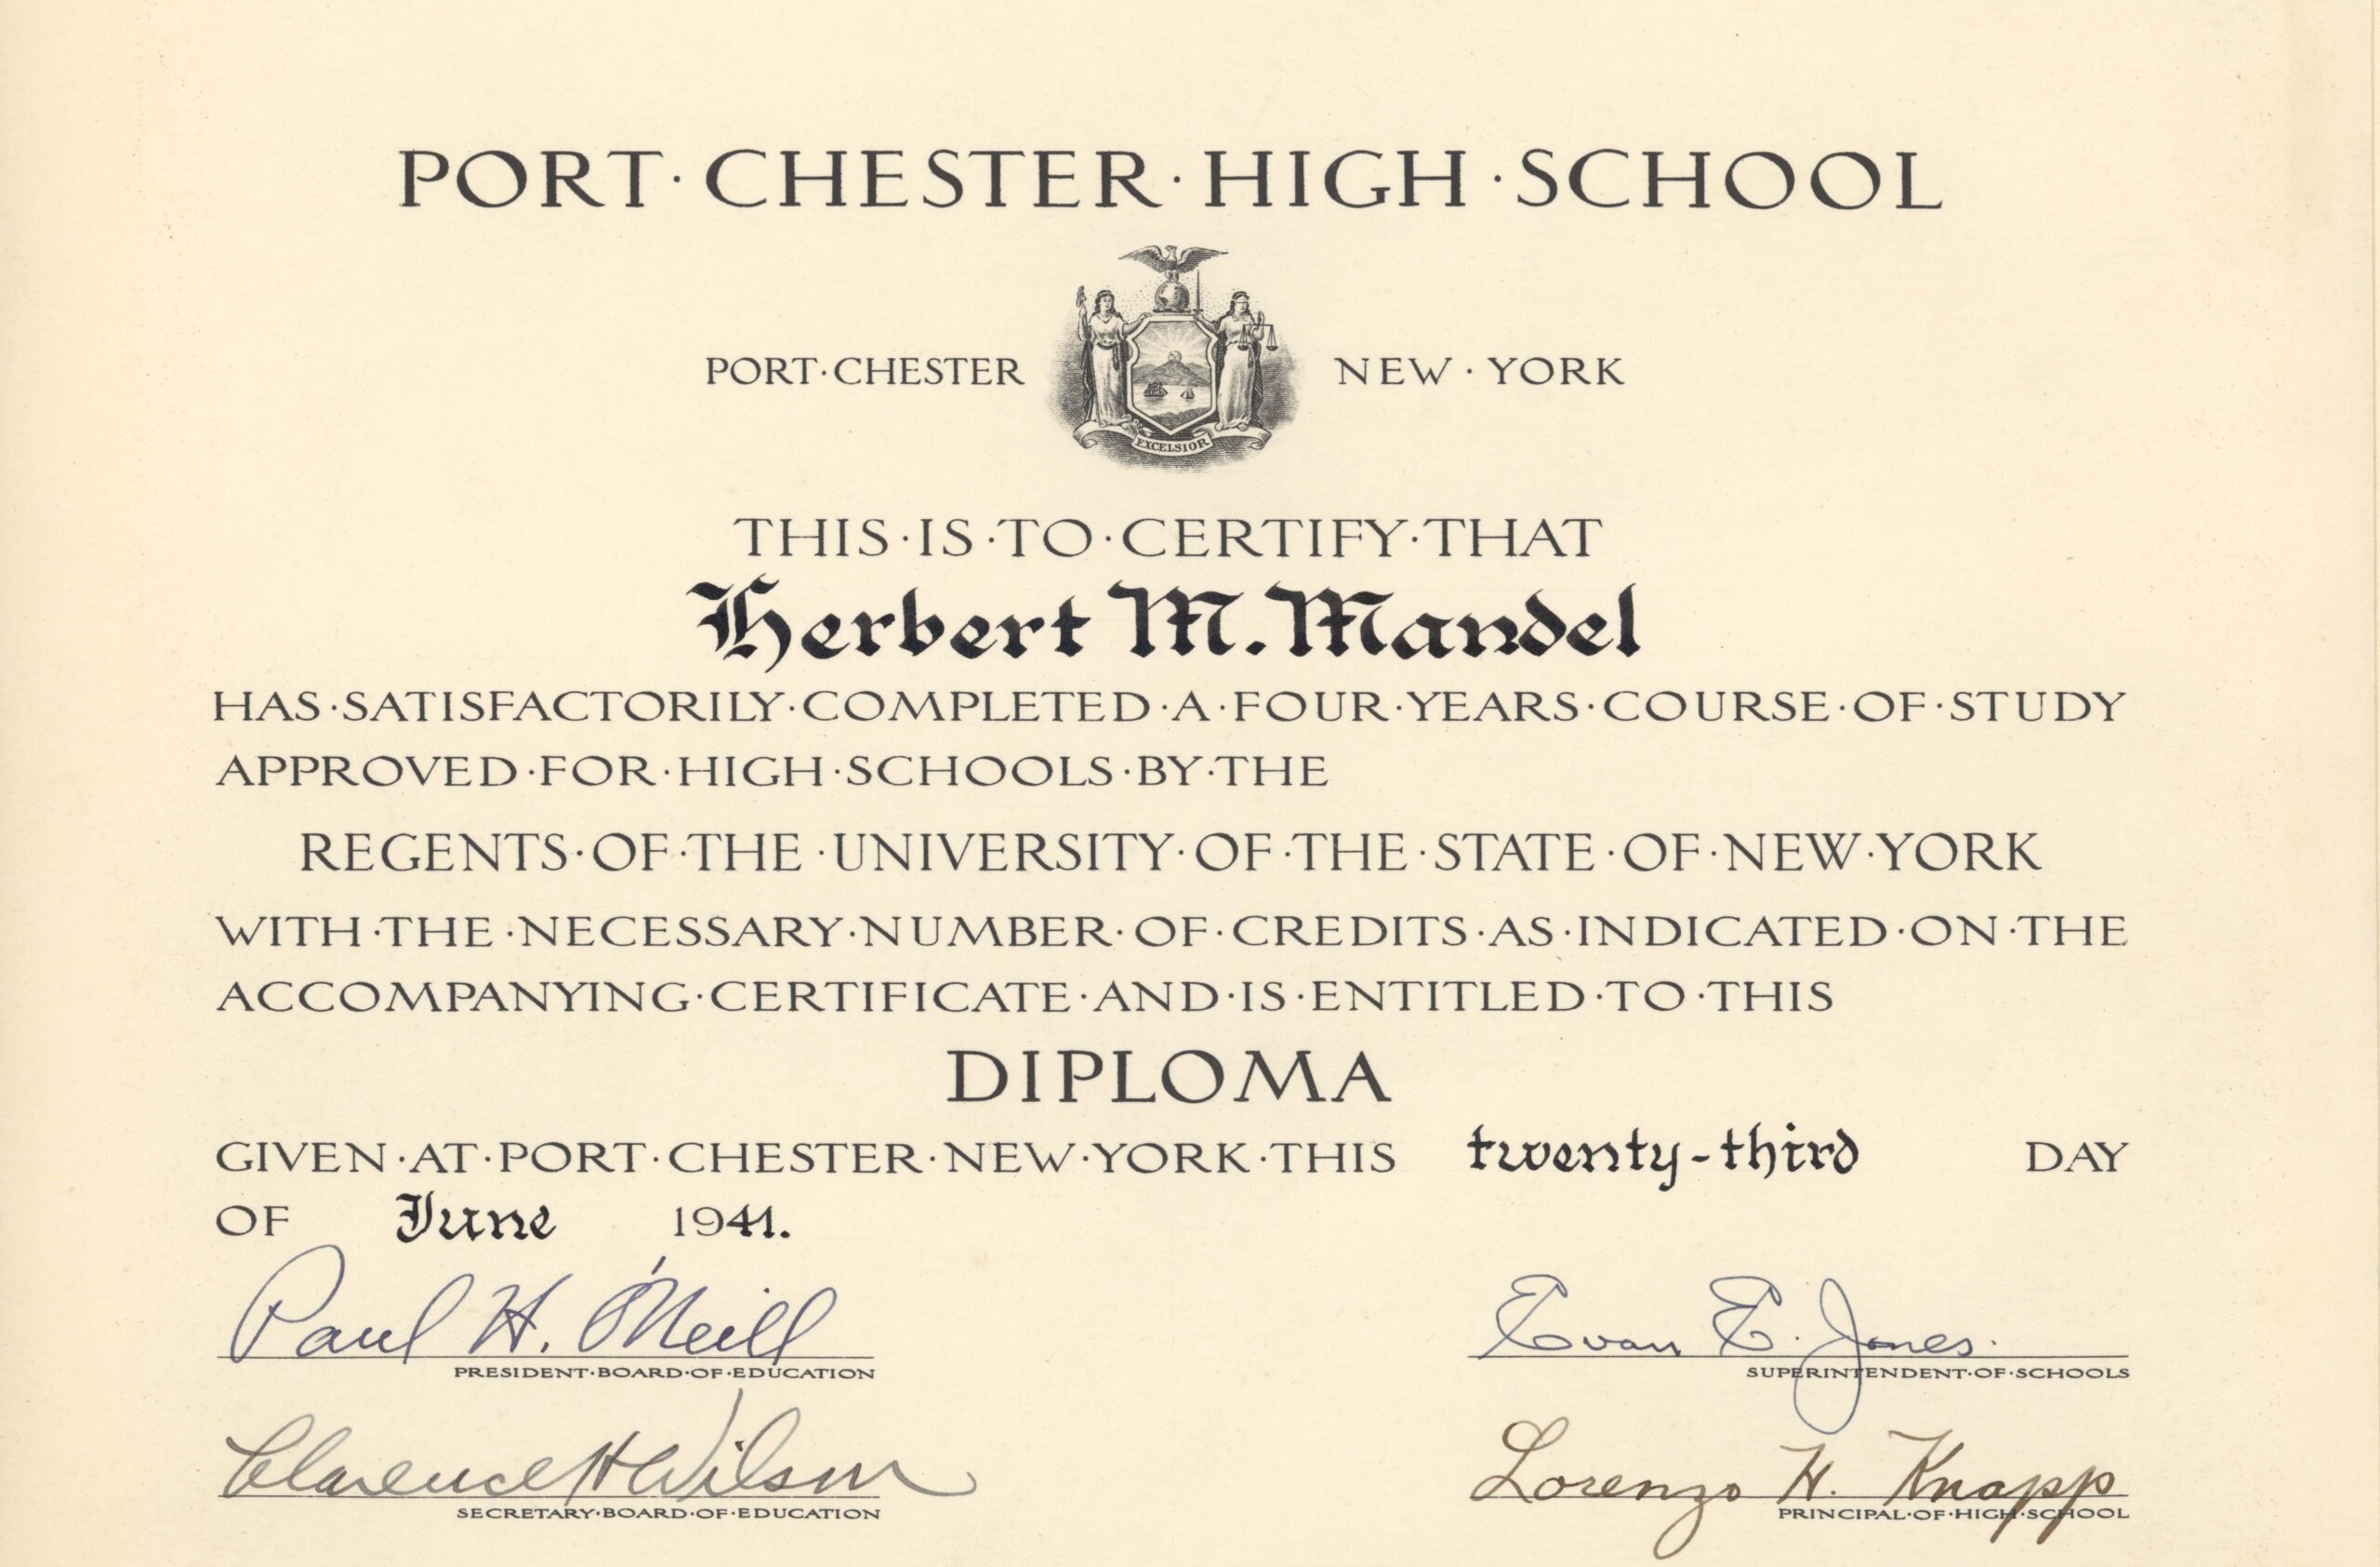 PORT·CHESTER·HIGH·SCHOOL
PORT·CHESTER NEW·YORK
EXCELSIOR
THIS·IS·TO·CERTIFY·THAT
Herbert M. Mandel
HAS·SATISFACTORILY·COMPLETED·A·FOUR·YEARS·COURSE·OF·STUDY
APPROVED·FOR·HIGH·SCHOOLS·BY·THE
REGENTS·OF·THE·UNIVERSITY·OF·THE·STATE·OF·NEW·YORK
WITH·THE·NECESSARY·NUMBER·OF·CREDITS·AS·INDICATED·ON·THE
ACCOMPANYING·CERTIFICATE·AND·IS·ENTITLED·TO·THIS
DIPLOMA
GIVEN·AT·PORT·CHESTER·NEW·YORK·THIS twenty-third DAY
OF June 1941.
Paul H. O'Neill Evan E. Jones.
PRESIDENT·BOARD·OF·EDUCATION SUPERINTENDENT·OF·SCHOOLS
Clarence H Wilson Lorenzo H. Knapp
SECRETARY·BOARD·OF·EDUCATION PRINCIPAL·OF·HIGH·SCHOOL